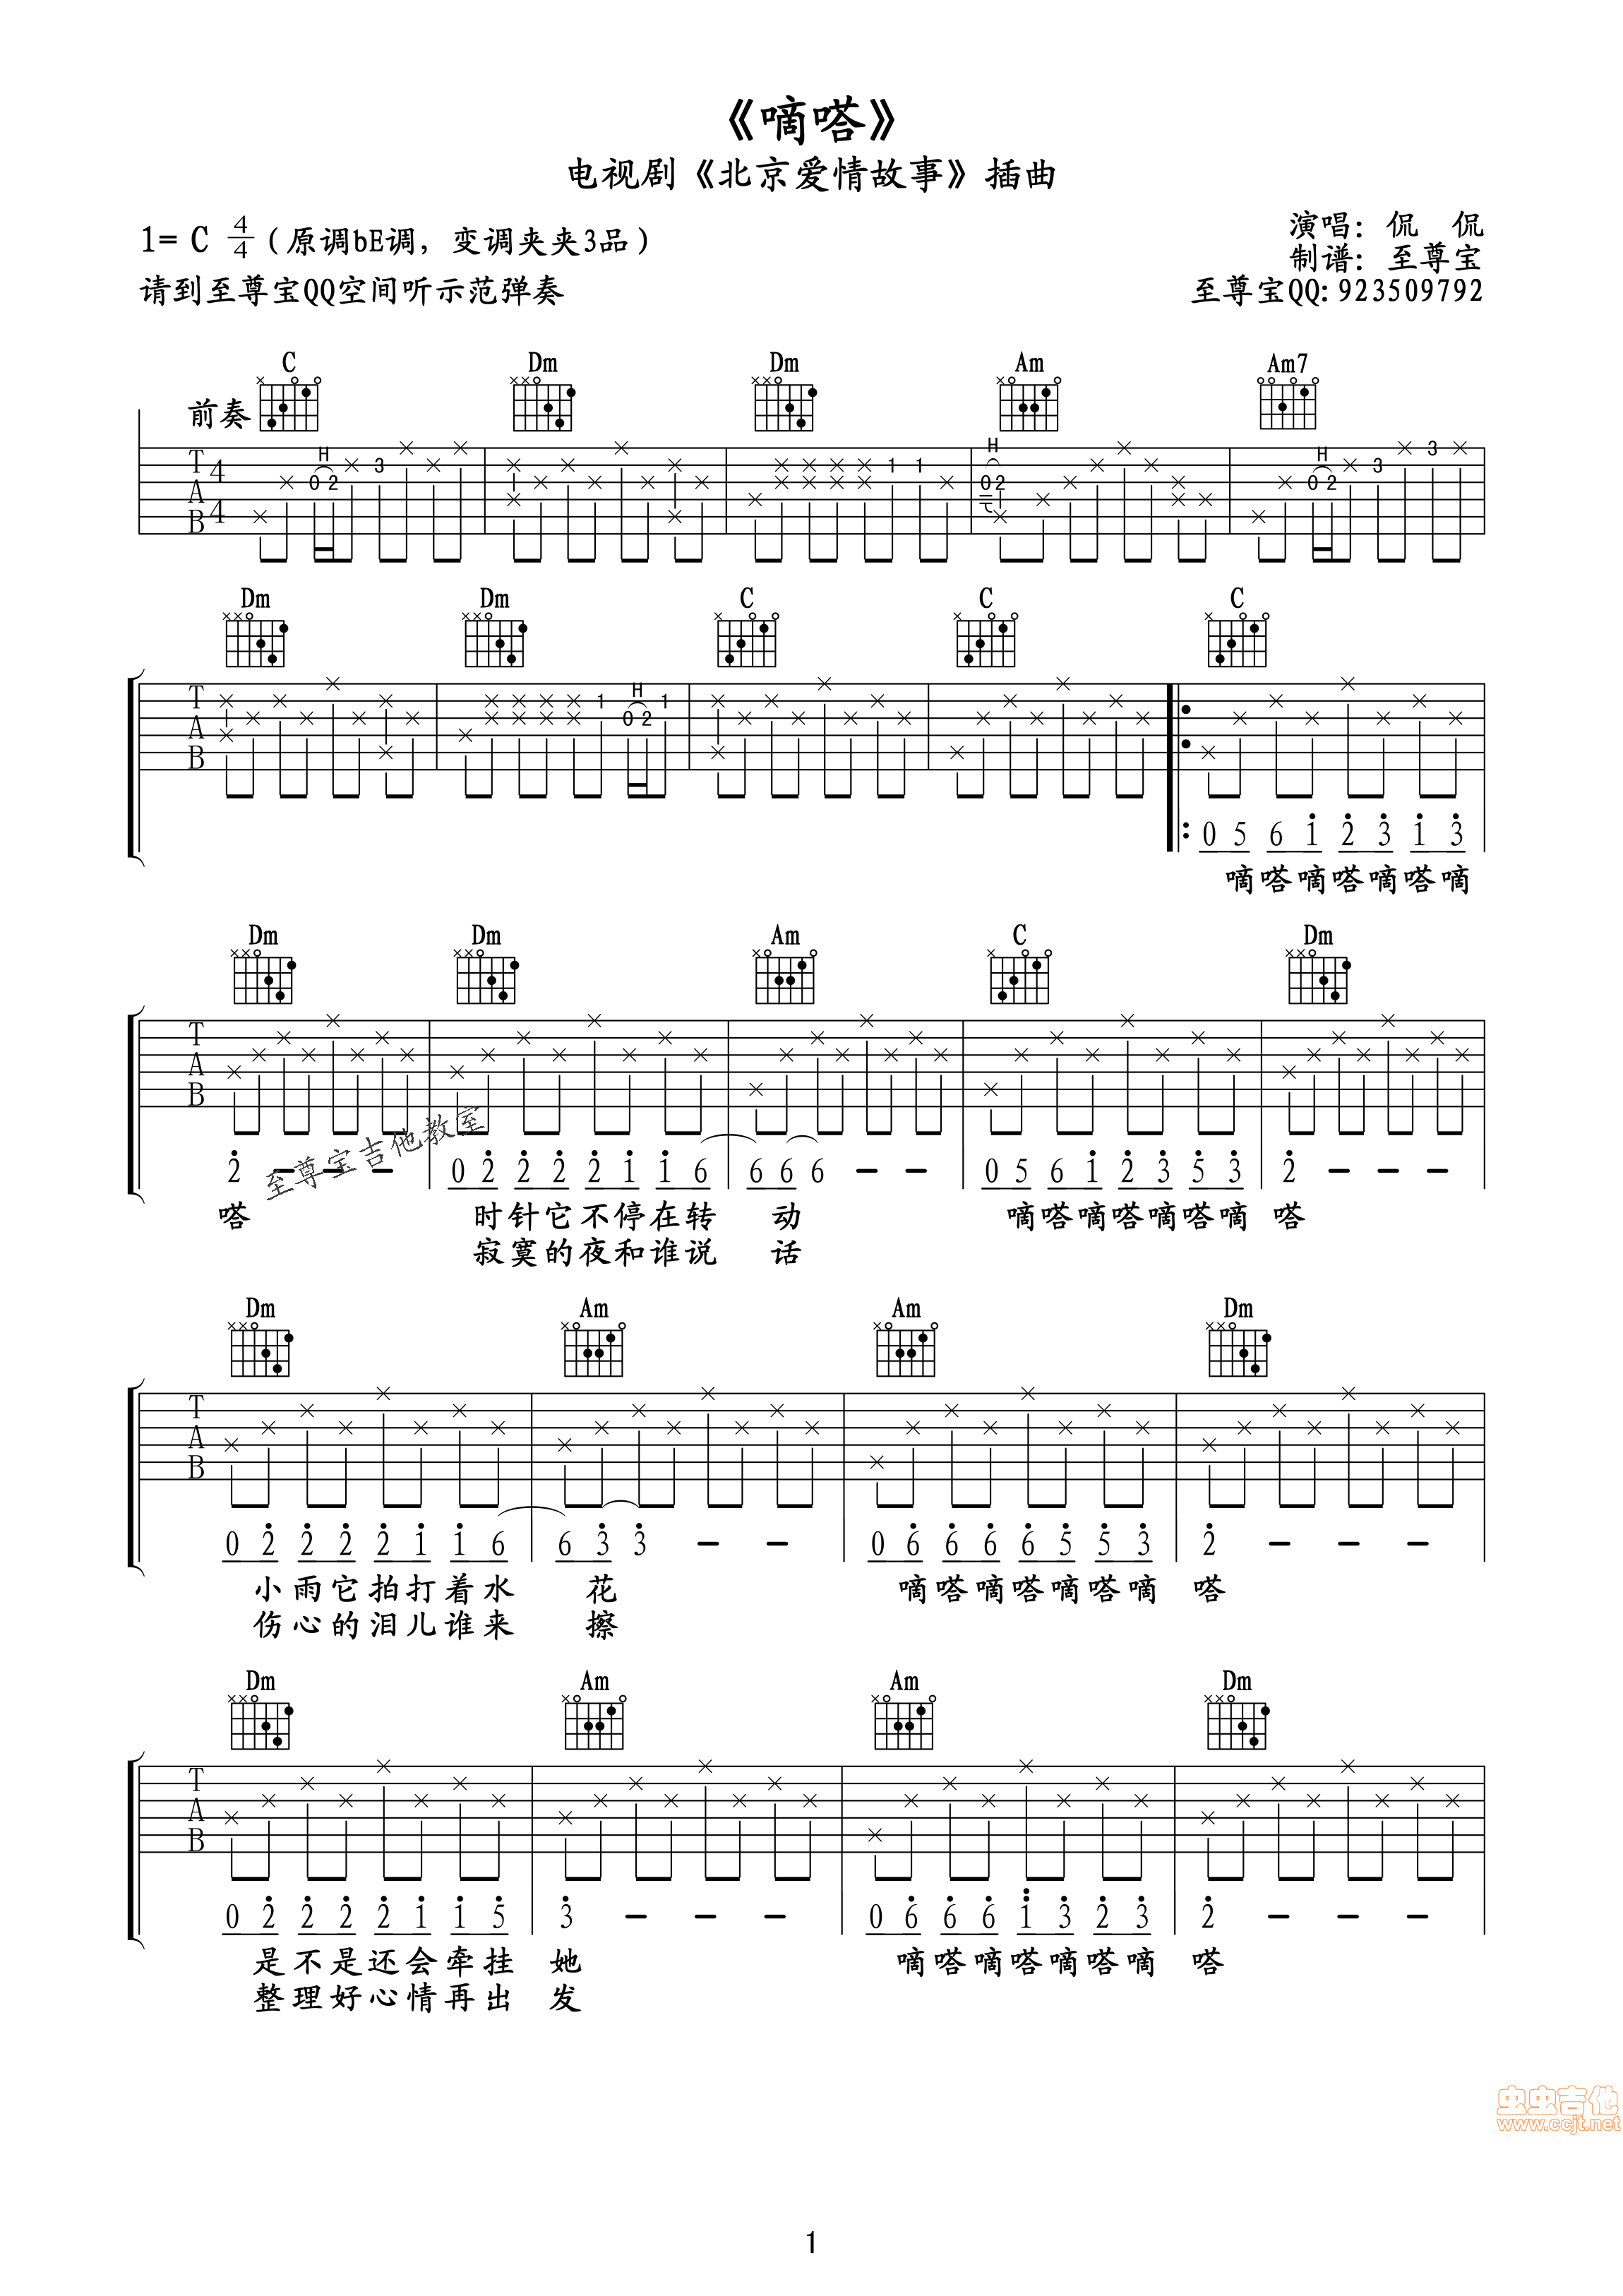 《嘀嗒》
电视剧《北京爱情故事》插曲
1= C 4/4 (原调bE调，变调夹夹3品)
演唱：侃 侃
制谱：至尊宝
请到至尊宝QQ空间听示范弹奏
至尊宝QQ:923509792
C Dm Dm Am Am7
前奏
H H H
T A B 4 4
0 2 3 1 1 0 2 0 2 3 3
Dm Dm C C C
H
T A B
1 0 2 1
0 5 6 1 2 3 1 3
嘀嗒嘀嗒嘀嗒嘀
Dm Dm Am C Dm
T A B
2 - - - 0 2 2 2 2 1 1 6 6 6 6 - - 0 5 6 1 2 3 5 3 2 - - -
至尊宝吉他教室
嗒 时针它不停在转 动 嘀嗒嘀嗒嘀嗒嘀 嗒
寂寞的夜和谁说 话
Dm Am Am Dm
T A B
0 2 2 2 2 1 1 6 6 3 3 - - 0 6 6 6 6 5 5 3 2 - - -
小雨它拍打着水 花 嘀嗒嘀嗒嘀嗒嘀 嗒
伤心的泪儿谁来 擦
Dm Am Am Dm
T A B
0 2 2 2 2 1 1 5 3 - - - 0 6 6 6 1 3 2 3 2 - - -
是不是还会牵挂 她 嘀嗒嘀嗒嘀嗒嘀 嗒
整理好心情再出 发
虫虫吉他
www.ccjt.net
1